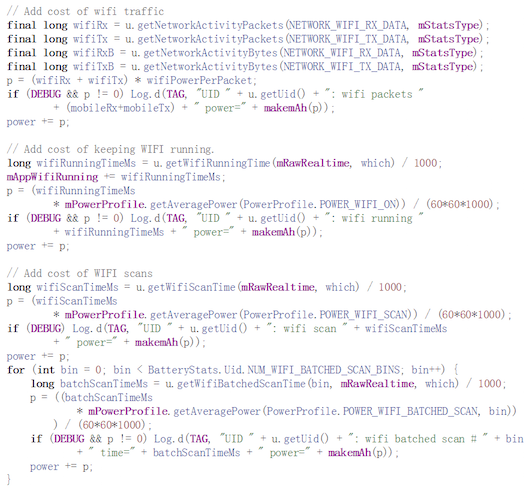 // Add cost of wifi traffic
final long wifiRx = u.getNetworkActivityPackets(NETWORK_WIFI_RX_DATA, mStatsType);
final long wifiTx = u.getNetworkActivityPackets(NETWORK_WIFI_TX_DATA, mStatsType);
final long wifiRxB = u.getNetworkActivityBytes(NETWORK_WIFI_RX_DATA, mStatsType);
final long wifiTxB = u.getNetworkActivityBytes(NETWORK_WIFI_TX_DATA, mStatsType);
p = (wifiRx + wifiTx) * wifiPowerPerPacket;
if (DEBUG && p != 0) Log.d(TAG, "UID " + u.getUid() + ": wifi packets "
        + (mobileRx+mobileTx) + " power=" + makemAh(p));
power += p;

// Add cost of keeping WIFI running.
long wifiRunningTimeMs = u.getWifiRunningTime(mRawRealtime, which) / 1000;
mAppWifiRunning += wifiRunningTimeMs;
p = (wifiRunningTimeMs
        * mPowerProfile.getAveragePower(PowerProfile.POWER_WIFI_ON)) / (60*60*1000);
if (DEBUG && p != 0) Log.d(TAG, "UID " + u.getUid() + ": wifi running "
        + wifiRunningTimeMs + " power=" + makemAh(p));
power += p;

// Add cost of WIFI scans
long wifiScanTimeMs = u.getWifiScanTime(mRawRealtime, which) / 1000;
p = (wifiScanTimeMs
        * mPowerProfile.getAveragePower(PowerProfile.POWER_WIFI_SCAN)) / (60*60*1000);
if (DEBUG) Log.d(TAG, "UID " + u.getUid() + ": wifi scan " + wifiScanTimeMs
        + " power=" + makemAh(p));
power += p;
for (int bin = 0; bin < BatteryStats.Uid.NUM_WIFI_BATCHED_SCAN_BINS; bin++) {
    long batchScanTimeMs = u.getWifiBatchedScanTime(bin, mRawRealtime, which) / 1000;
    p = ((batchScanTimeMs
            * mPowerProfile.getAveragePower(PowerProfile.POWER_WIFI_BATCHED_SCAN, bin))
        ) / (60*60*1000);
    if (DEBUG && p != 0) Log.d(TAG, "UID " + u.getUid() + ": wifi batched scan # " + bin
            + " time=" + batchScanTimeMs + " power=" + makemAh(p));
    power += p;
}